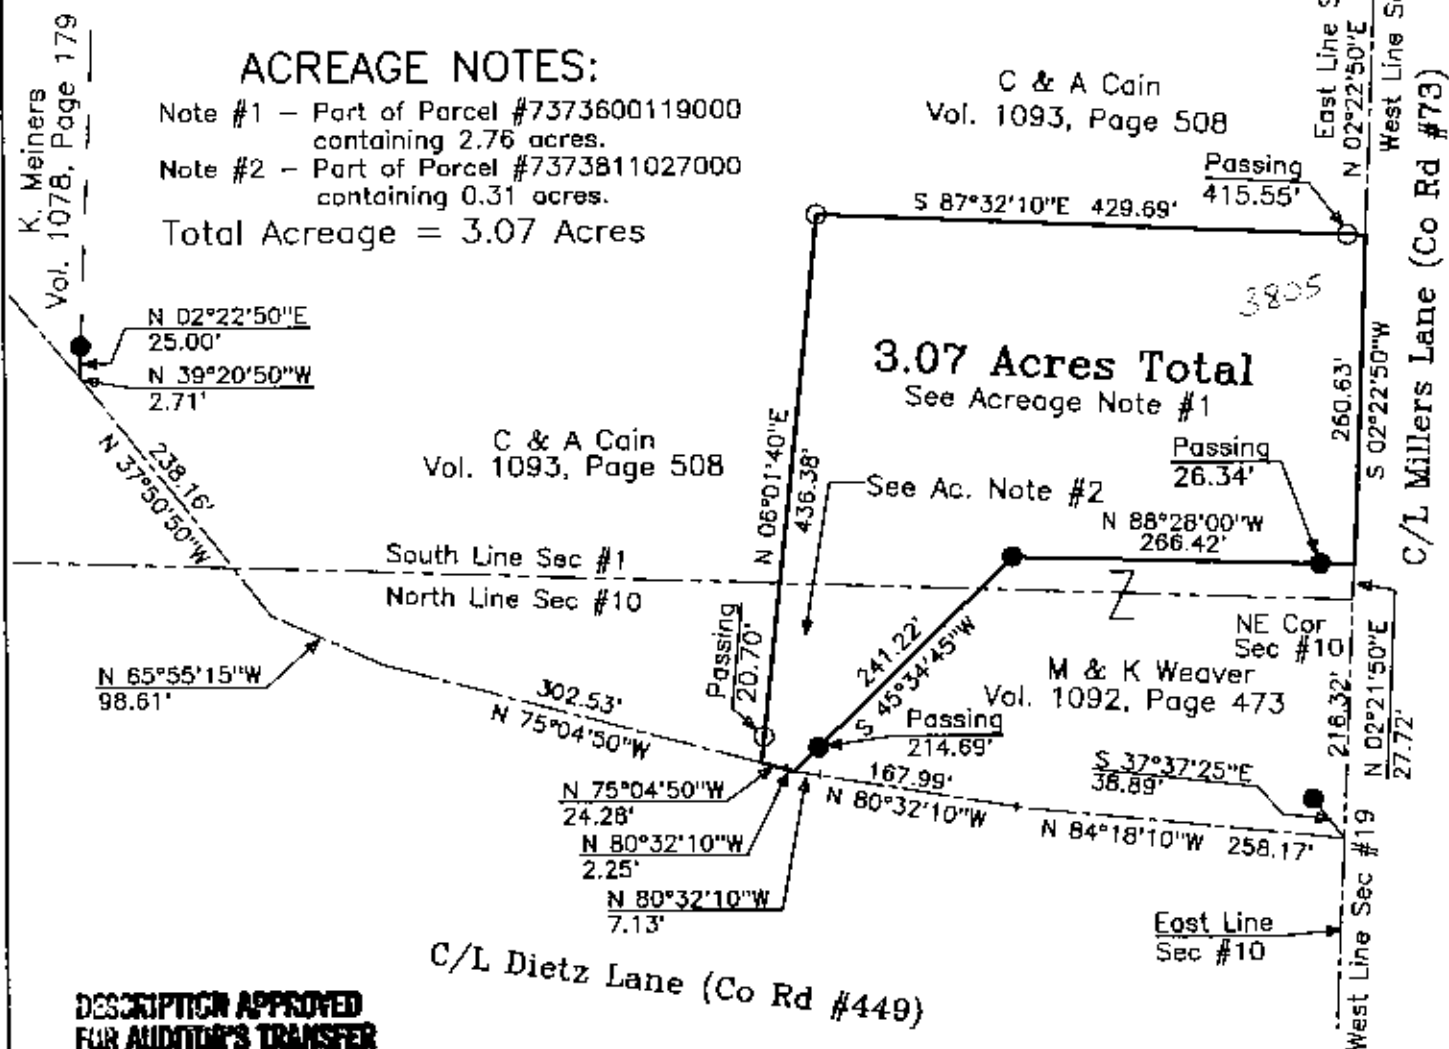 ACREAGE NOTES:
Note #1 – Part of Parcel #7373600119000
containing 2.76 acres.
Note #2 – Part of Parcel #7373811027000
containing 0.31 acres.
Total Acreage = 3.07 Acres
K. Meiners
Vol. 1078, Page 179
C & A Cain
Vol. 1093, Page 508
East Line
N 02°22'50"E
West Line
C/L Millers Lane (Co Rd #73)
Passing
415.55'
S 87°32'10"E 429.69'
3805
N 02°22'50"E
25.00'
N 39°20'50"W
2.71'
3.07 Acres Total
See Acreage Note #1
260.63'
S 02°22'50"W
238.16'
N 37°50'50"W
C & A Cain
Vol. 1093, Page 508
N 06°01'40"E
436.38'
See Ac. Note #2
Passing
26.34'
N 88°28'00"W
266.42'
South Line Sec #1
North Line Sec #10
Passing
20.70'
241.22'
S 45°34'45"W
NE Cor
Sec #10
N 65°55'15"W
98.61'
302.53'
N 75°04'50"W
M & K Weaver
Vol. 1092, Page 473
Passing
214.69'
218.32'
N 02°21'50"E
27.72'
S 37°37'25"E
38.89'
N 75°04'50"W
24.28'
167.99'
N 80°32'10"W
N 84°18'10"W 258.17'
N 80°32'10"W
2.25'
N 80°32'10"W
7.13'
East Line
Sec #10
West Line Sec #19
C/L Dietz Lane (Co Rd #449)
DESCRIPTION APPROVED
FOR AUDITOR'S TRANSFER